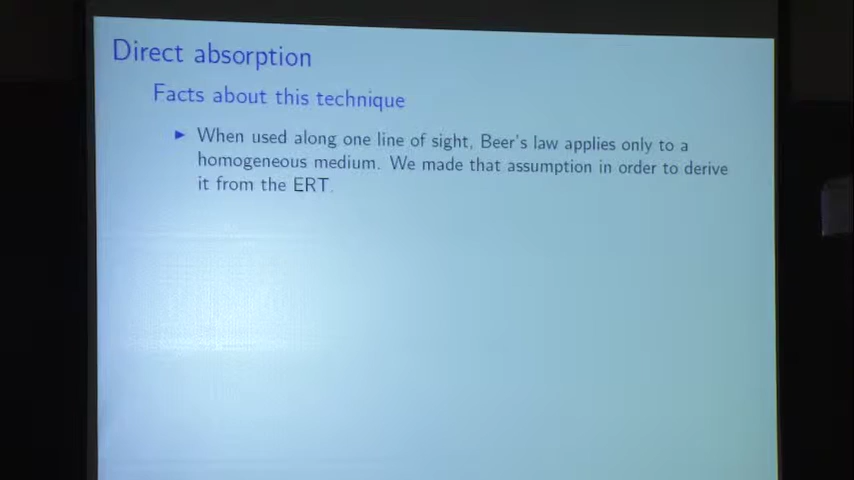 Direct absorption
Facts about this technique
▶ When used along one line of sight, Beer's law applies only to a
homogeneous medium. We made that assumption in order to derive
it from the ERT.